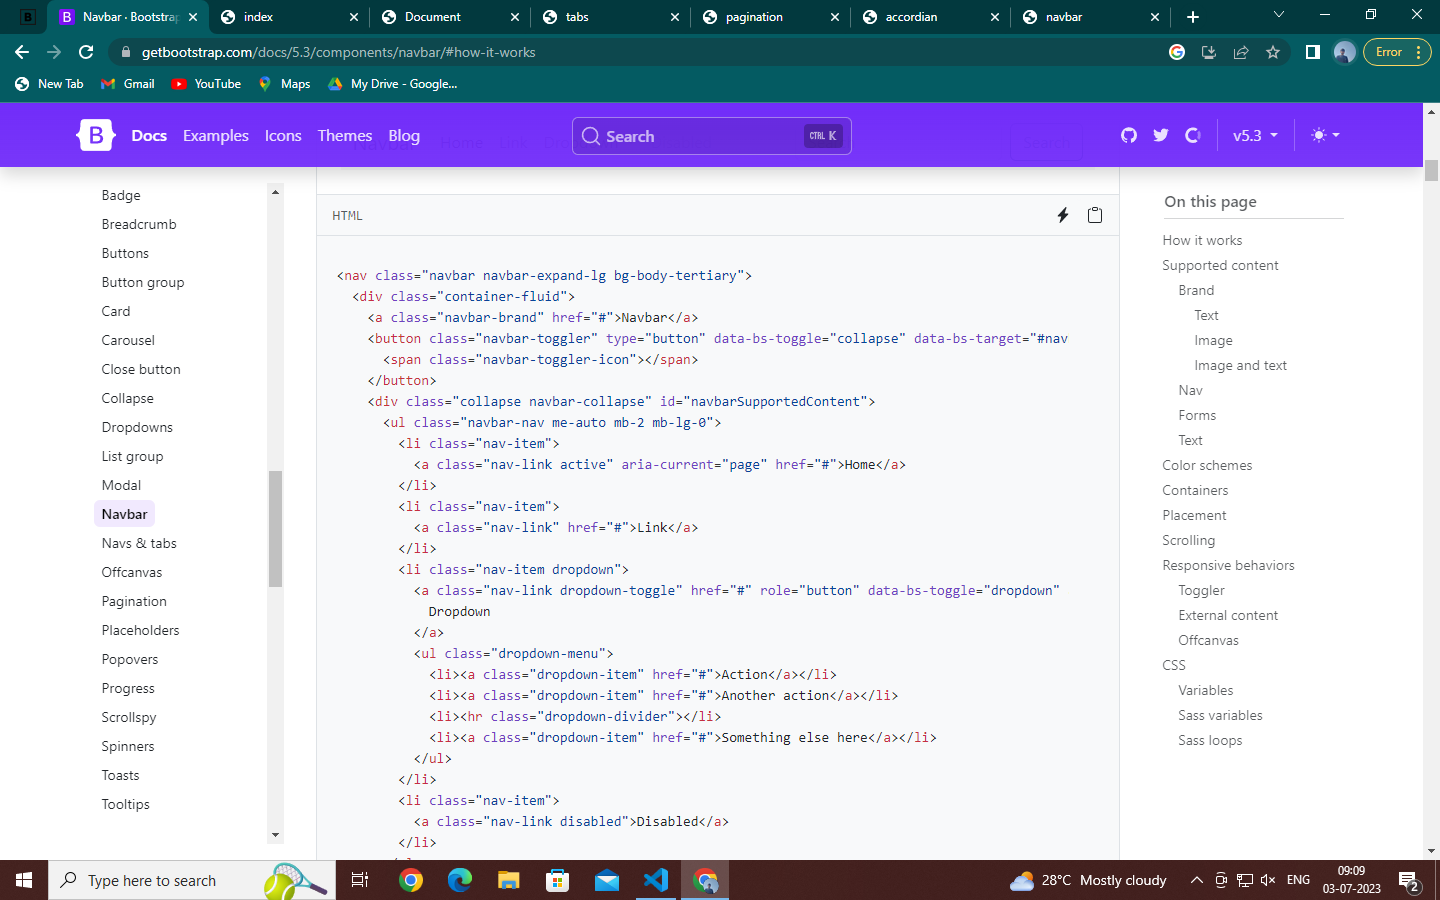 B
Navbar · Bootstrap
index
Document
tabs
pagination
accordian
navbar
getbootstrap.com/docs/5.3/components/navbar/#how-it-works
Error
New Tab
Gmail
YouTube
Maps
My Drive - Google...
B
Docs
Examples
Icons
Themes
Blog
Search
CTRL K
v5.3
Home
Search
Badge
Breadcrumb
Buttons
Button group
Card
Carousel
Close button
Collapse
Dropdowns
List group
Modal
Navbar
Navs & tabs
Offcanvas
Pagination
Placeholders
Popovers
Progress
Scrollspy
Spinners
Toasts
Tooltips
HTML
<nav class="navbar navbar-expand-lg bg-body-tertiary">
<div class="container-fluid">
<a class="navbar-brand" href="#">Navbar</a>
<button class="navbar-toggler" type="button" data-bs-toggle="collapse" data-bs-target="#nav
<span class="navbar-toggler-icon"></span>
</button>
<div class="collapse navbar-collapse" id="navbarSupportedContent">
<ul class="navbar-nav me-auto mb-2 mb-lg-0">
<li class="nav-item">
<a class="nav-link active" aria-current="page" href="#">Home</a>
</li>
<li class="nav-item">
<a class="nav-link" href="#">Link</a>
</li>
<li class="nav-item dropdown">
<a class="nav-link dropdown-toggle" href="#" role="button" data-bs-toggle="dropdown"
Dropdown
</a>
<ul class="dropdown-menu">
<li><a class="dropdown-item" href="#">Action</a></li>
<li><a class="dropdown-item" href="#">Another action</a></li>
<li><hr class="dropdown-divider"></li>
<li><a class="dropdown-item" href="#">Something else here</a></li>
</ul>
</li>
<li class="nav-item">
<a class="nav-link disabled">Disabled</a>
</li>
On this page
How it works
Supported content
Brand
Text
Image
Image and text
Nav
Forms
Text
Color schemes
Containers
Placement
Scrolling
Responsive behaviors
Toggler
External content
Offcanvas
CSS
Variables
Sass variables
Sass loops
Type here to search
28°C Mostly cloudy
ENG
09:09
03-07-2023
2